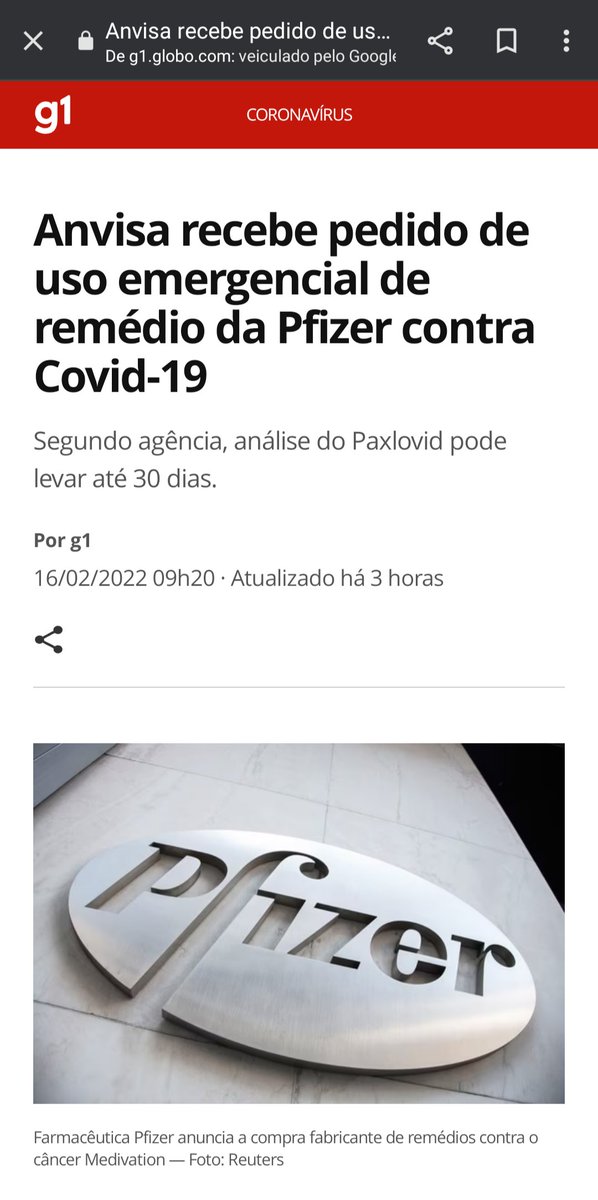 Anvisa recebe pedido de us...
De g1.globo.com: veiculado pelo Google
g1
CORONAVÍRUS
Anvisa recebe pedido de
uso emergencial de
remédio da Pfizer contra
Covid-19
Segundo agência, análise do Paxlovid pode
levar até 30 dias.
Por g1
16/02/2022 09h20 · Atualizado há 3 horas
Pfizer
Farmacêutica Pfizer anuncia a compra fabricante de remédios contra o
câncer Medivation — Foto: Reuters